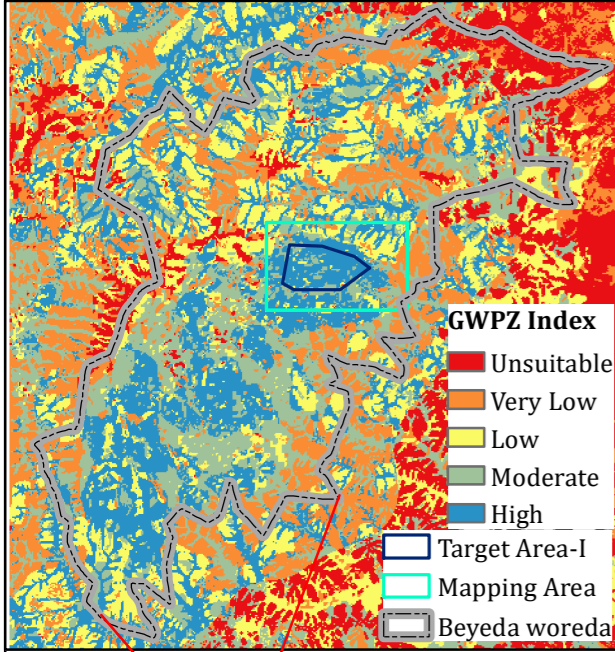 GWPZ Index
Unsuitable
Very Low
Low
Moderate
High
Target Area-I
Mapping Area
Beyeda woreda